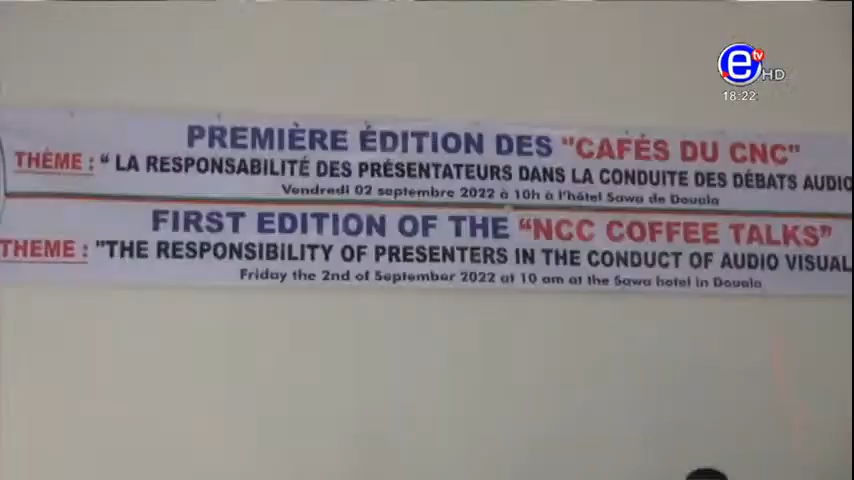 e tv HD
18:22
PREMIÈRE ÉDITION DES "CAFÉS DU CNC"
THÈME : " LA RESPONSABILITÉ DES PRÉSENTATEURS DANS LA CONDUITE DES DÉBATS AUDIO
Vendredi 02 septembre 2022 à 10h à l'hôtel Sawa de Douala
FIRST EDITION OF THE "NCC COFFEE TALKS"
THEME : "THE RESPONSIBILITY OF PRESENTERS IN THE CONDUCT OF AUDIO VISUAL
Friday the 2nd of September 2022 at 10 am at the Sawa hotel in Douala